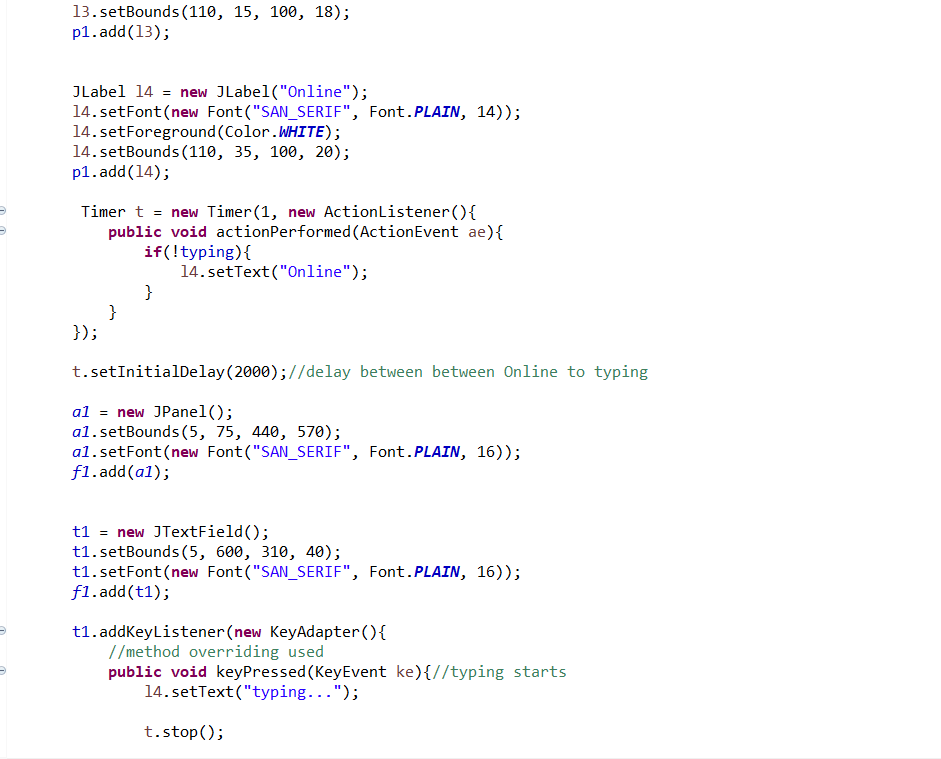 l3.setBounds(110, 15, 100, 18);
p1.add(l3);
JLabel l4 = new JLabel("Online");
l4.setFont(new Font("SAN_SERIF", Font.PLAIN, 14));
l4.setForeground(Color.WHITE);
l4.setBounds(110, 35, 100, 20);
p1.add(l4);
Timer t = new Timer(1, new ActionListener(){
public void actionPerformed(ActionEvent ae){
if(!typing){
l4.setText("Online");
}
}
});
t.setInitialDelay(2000);//delay between between Online to typing
a1 = new JPanel();
a1.setBounds(5, 75, 440, 570);
a1.setFont(new Font("SAN_SERIF", Font.PLAIN, 16));
f1.add(a1);
t1 = new JTextField();
t1.setBounds(5, 600, 310, 40);
t1.setFont(new Font("SAN_SERIF", Font.PLAIN, 16));
f1.add(t1);
t1.addKeyListener(new KeyAdapter(){
//method overriding used
public void keyPressed(KeyEvent ke){//typing starts
l4.setText("typing...");
t.stop();